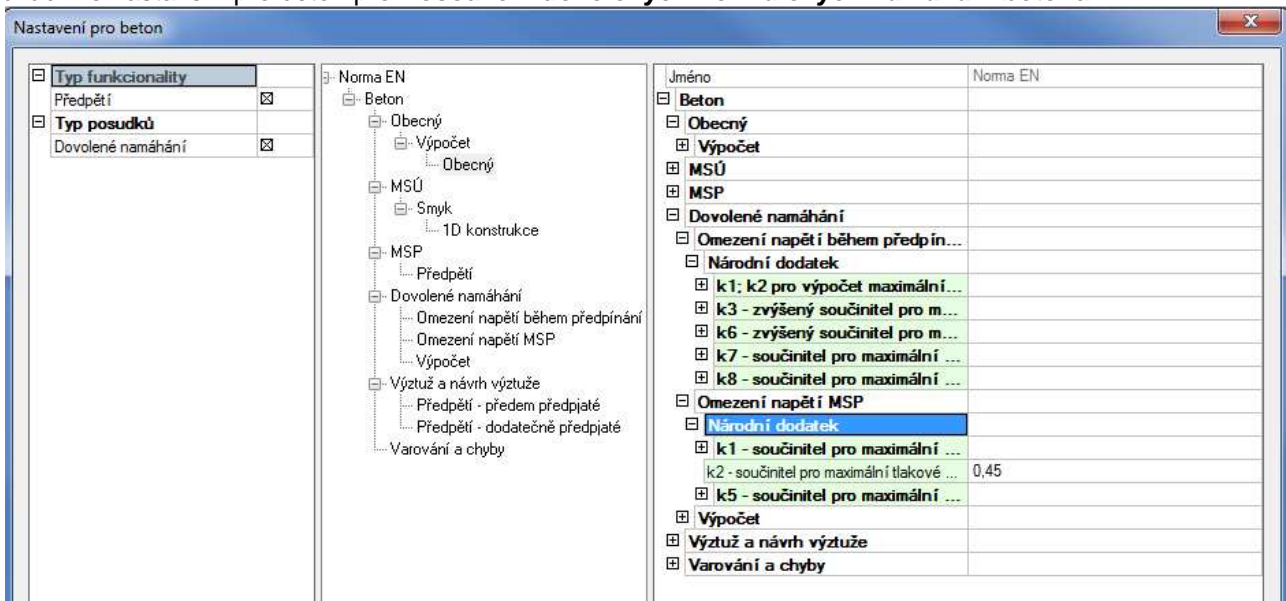 Nastavení pro beton
Typ funkcionality
Předpětí
Typ posudků
Dovolené namáhání
Norma EN
Beton
Obecný
Výpočet
Obecný
MSÚ
Smyk
1D konstrukce
MSP
Předpětí
Dovolené namáhání
Omezení napětí během předpínání
Omezení napětí MSP
Výpočet
Výztuž a návrh výztuže
Předpětí - předem předpjaté
Předpětí - dodatečně předpjaté
Varování a chyby
Jméno Norma EN
Beton
Obecný
Výpočet
MSÚ
MSP
Dovolené namáhání
Omezení napětí během předpín...
Národní dodatek
k1; k2 pro výpočet maximální...
k3 - zvýšený součinitel pro m...
k6 - zvýšený součinitel pro m...
k7 - součinitel pro maximální ...
k8 - součinitel pro maximální ...
Omezení napětí MSP
Národní dodatek
k1 - součinitel pro maximální ...
k2 - součinitel pro maximální tlakové ... 0,45
k5 - součinitel pro maximální ...
Výpočet
Výztuž a návrh výztuže
Varování a chyby